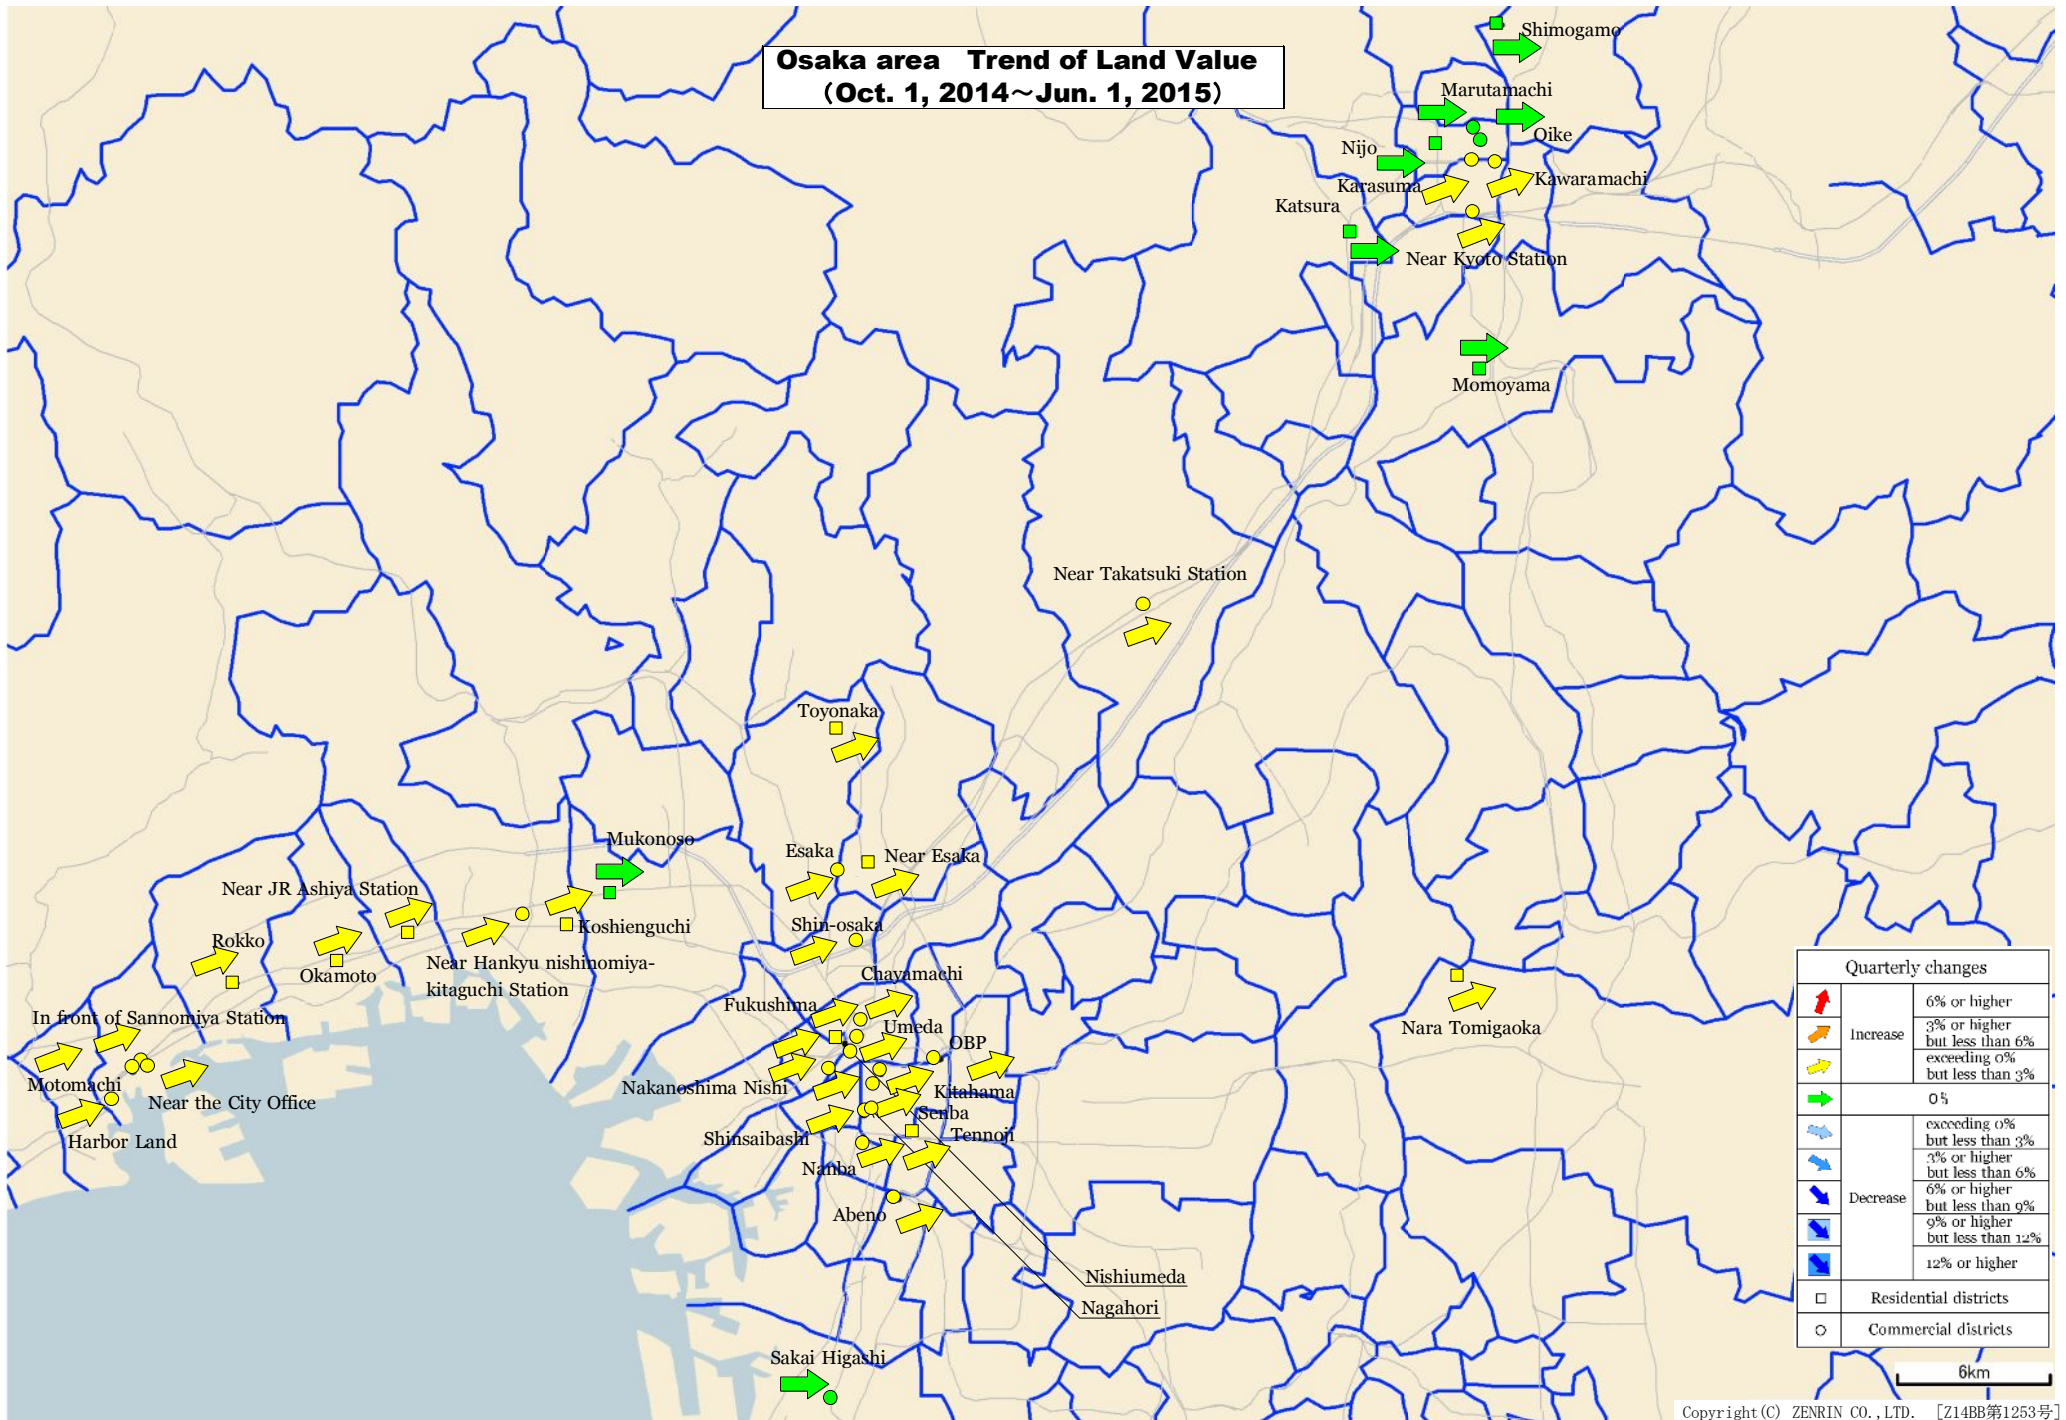 Osaka area Trend of Land Value
（Oct. 1, 2014～Jun. 1, 2015）
Shimogamo
Marutamachi
Oike
Nijo
Karasuma
Kawaramachi
Katsura
Near Kyoto Station
Momoyama
Near Takatsuki Station
Toyonaka
Mukonoso
Esaka
Near Esaka
Near JR Ashiya Station
Koshienguchi
Shin-osaka
Rokko
Okamoto
Near Hankyu nishinomiya-
kitaguchi Station
Chayamachi
Fukushima
In front of Sannomiya Station
Umeda
OBP
Nara Tomigaoka
Motomachi
Nakanoshima Nishi
Kitahama
Near the City Office
Senba
Harbor Land
Shinsaibashi
Tennoji
Nanba
Abeno
Nishiumeda
Nagahori
Sakai Higashi
Quarterly changes
Increase
6% or higher
3% or higher
but less than 6%
exceeding 0%
but less than 3%
0%
Decrease
exceeding 0%
but less than 3%
3% or higher
but less than 6%
6% or higher
but less than 9%
9% or higher
but less than 12%
12% or higher
Residential districts
Commercial districts
6km
Copyright(C) ZENRIN CO.,LTD. [Z14BB第1253号]